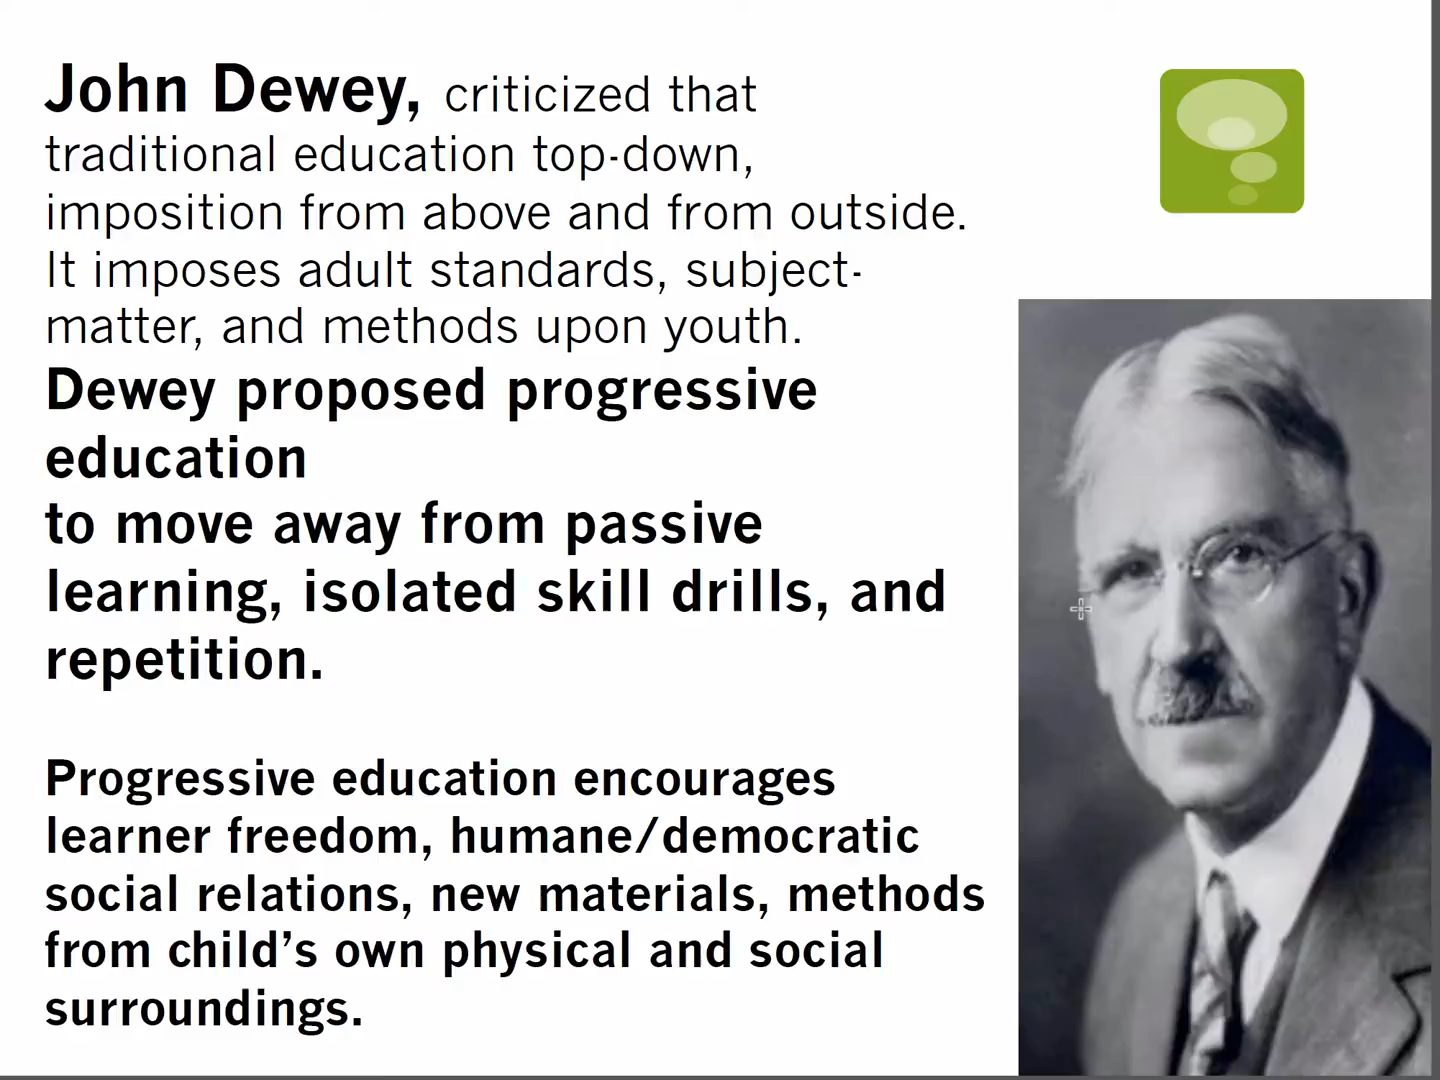 John Dewey, criticized that
traditional education top-down,
imposition from above and from outside.
It imposes adult standards, subject-
matter, and methods upon youth.
Dewey proposed progressive
education
to move away from passive
learning, isolated skill drills, and
repetition.
Progressive education encourages
learner freedom, humane/democratic
social relations, new materials, methods
from child’s own physical and social
surroundings.